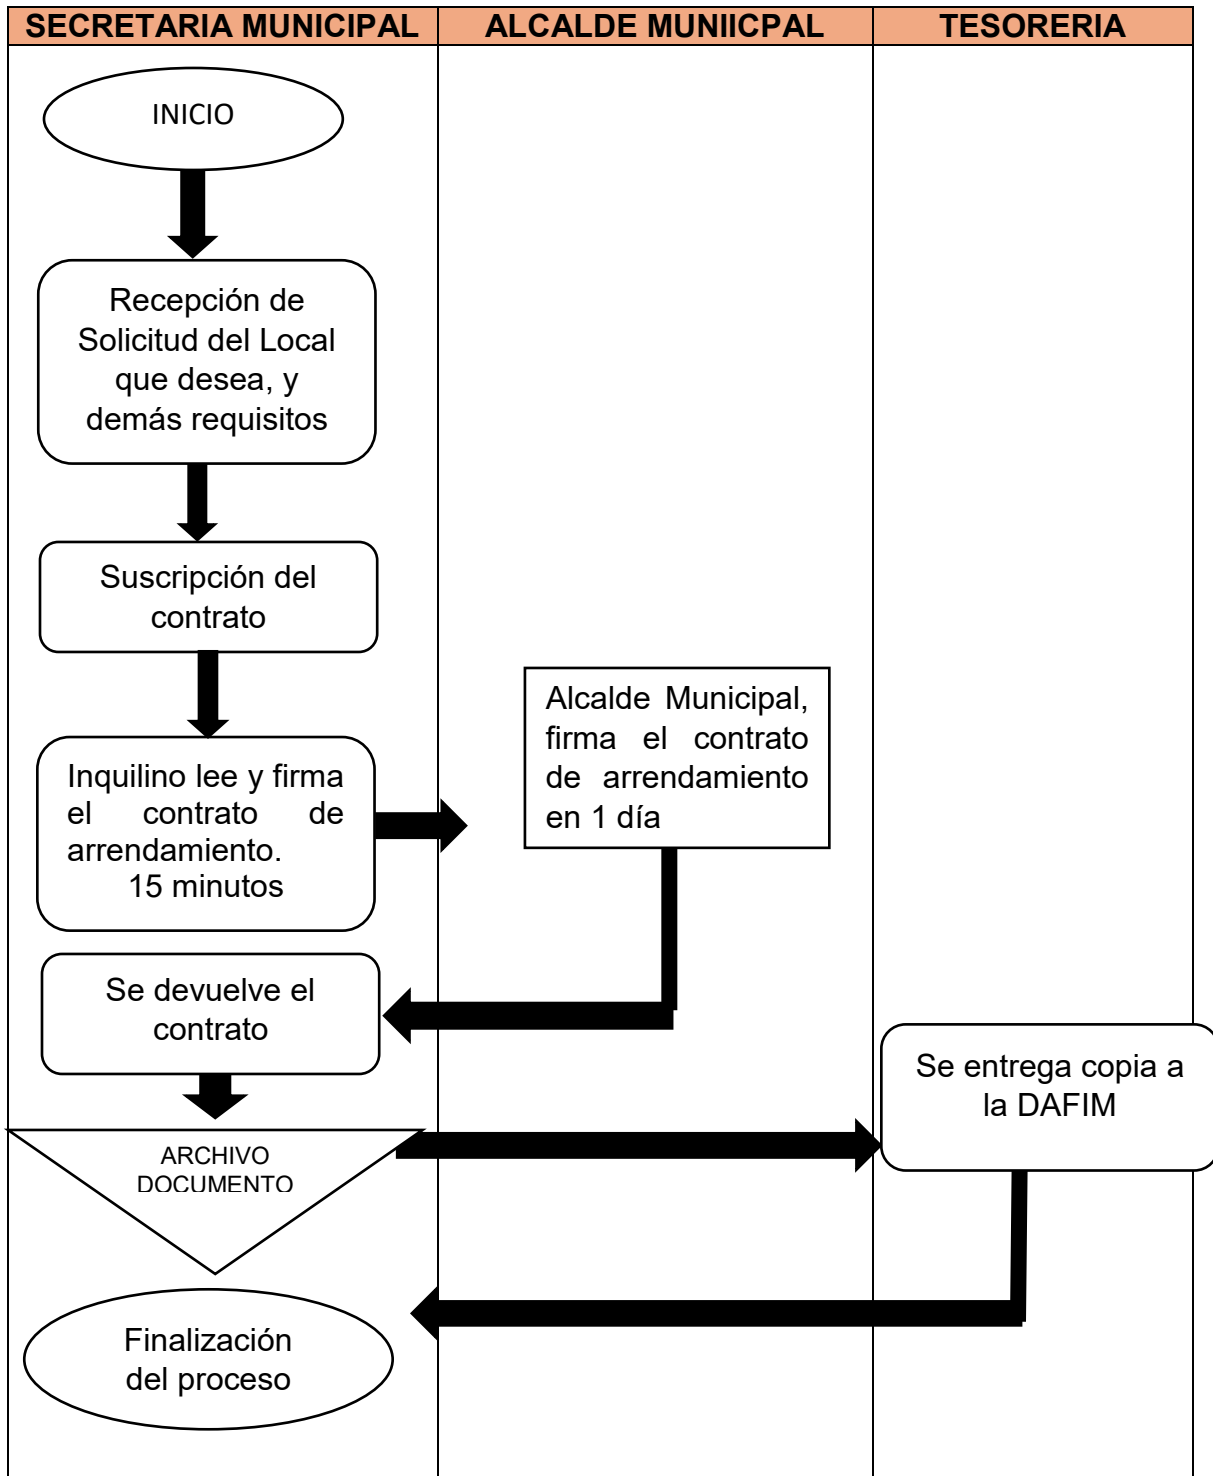 SECRETARIA MUNICIPAL
ALCALDE MUNIICPAL
TESORERIA
INICIO
Recepción de
Solicitud del Local
que desea, y
demás requisitos
Suscripción del
contrato
Inquilino lee y firma
el contrato de
arrendamiento.
15 minutos
Alcalde Municipal,
firma el contrato
de arrendamiento
en 1 día
Se devuelve el
contrato
Se entrega copia a
la DAFIM
ARCHIVO
DOCUMENTO
Finalización
del proceso